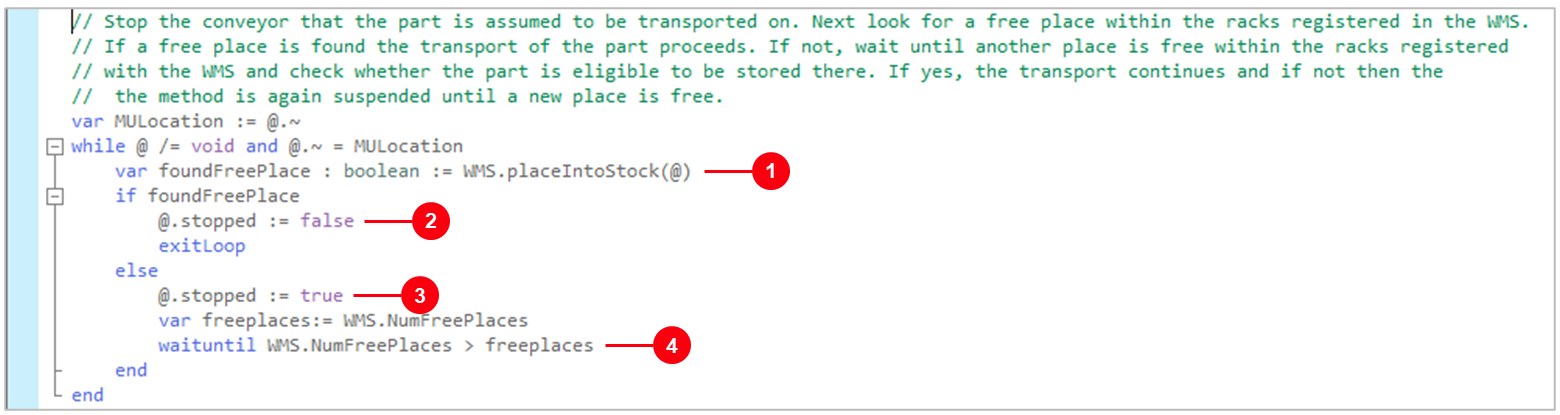 // Stop the conveyor that the part is assumed to be transported on. Next look for a free place within the racks registered in the WMS.
// If a free place is found the transport of the part proceeds. If not, wait until another place is free within the racks registered
// with the WMS and check whether the part is eligible to be stored there. If yes, the transport continues and if not then the
//  the method is again suspended until a new place is free.
var MULocation := @.~
while @ /= void and @.~ = MULocation
var foundFreePlace : boolean := WMS.placeIntoStock(@) 1
if foundFreePlace
@.stopped := false 2
exitLoop
else
@.stopped := true 3
var freeplaces:= WMS.NumFreePlaces
waituntil WMS.NumFreePlaces > freeplaces 4
end
end